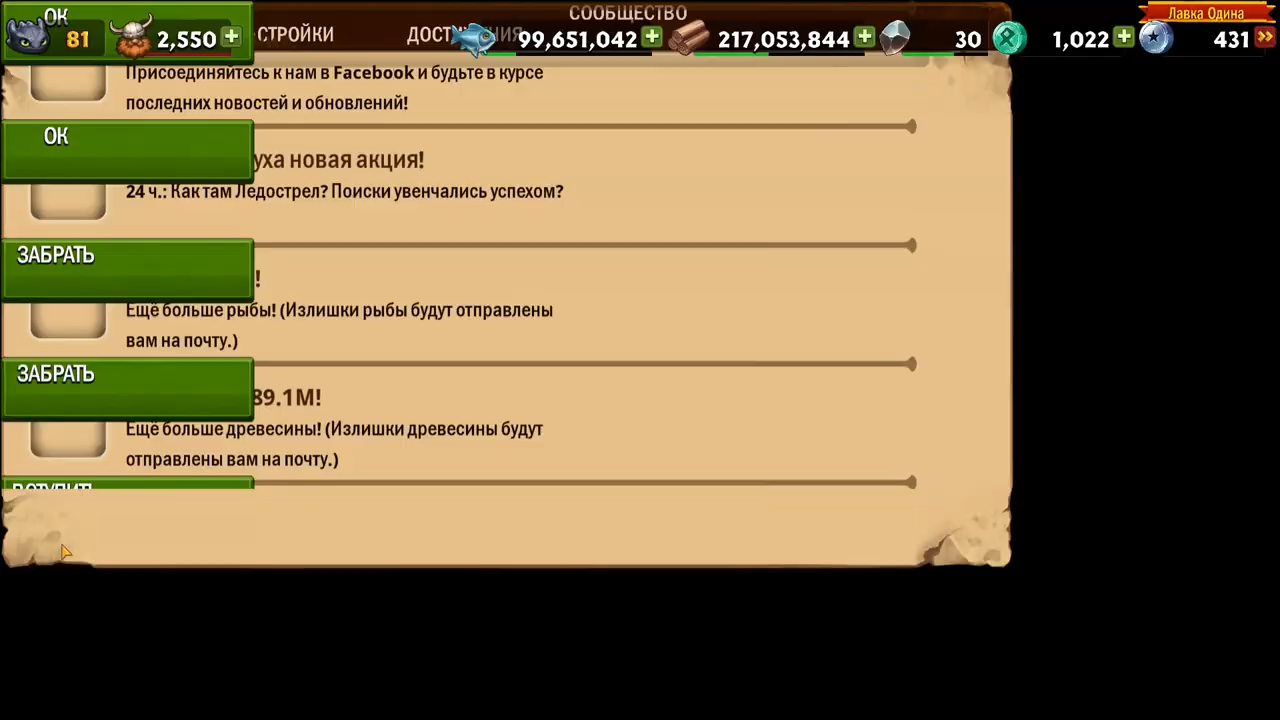 СООБЩЕСТВО
Лавка Одина
ОК
81
2,550
СТРОЙКИ
99,651,042
217,053,844
30
1,022
431
Присоединяйтесь к нам в Facebook и будьте в курсе
последних новостей и обновлений!
ОК
уха новая акция!
24 ч.: Как там Ледострел? Поиски увенчались успехом?
ЗАБРАТЬ
!
Ещё больше рыбы! (Излишки рыбы будут отправлены
вам на почту.)
ЗАБРАТЬ
89.1M!
Ещё больше древесины! (Излишки древесины будут
отправлены вам на почту.)